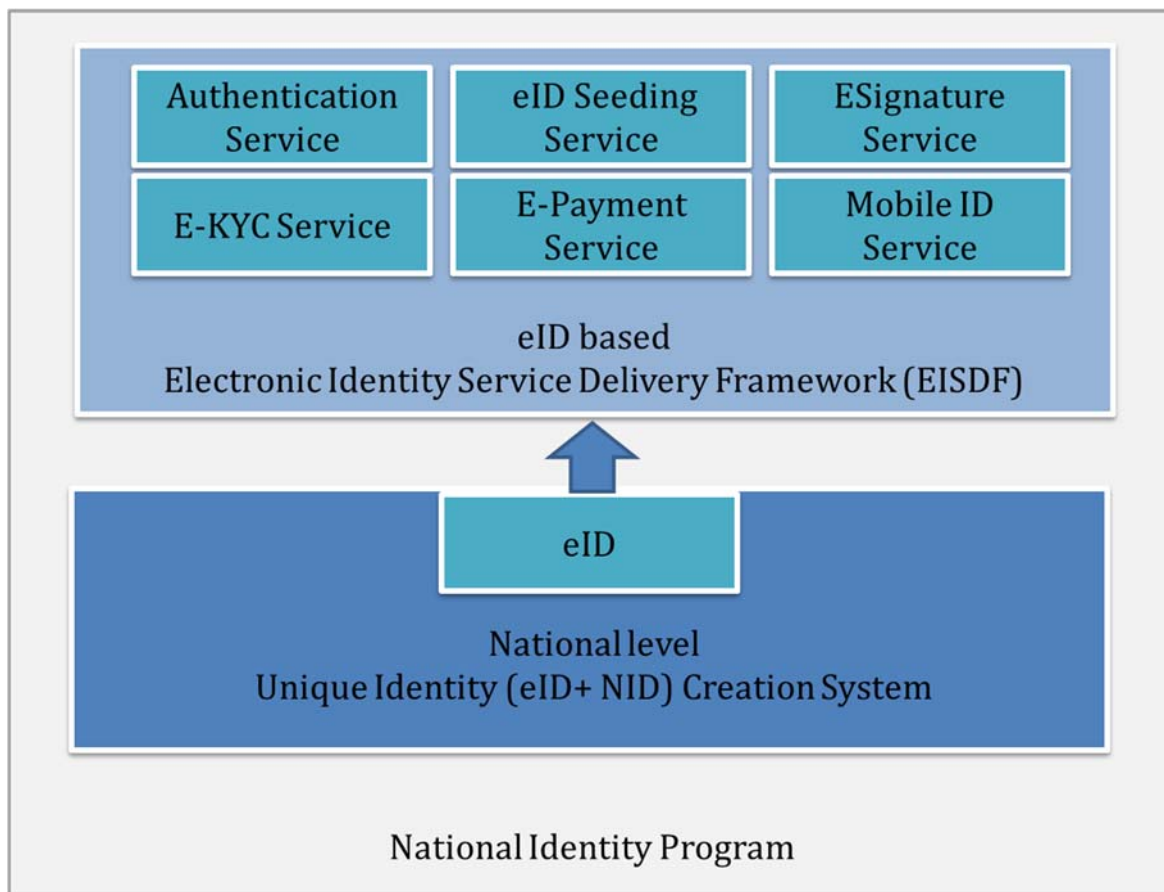 Authentication
Service
eID Seeding
Service
ESignature
Service
E-KYC Service
E-Payment
Service
Mobile ID
Service
eID based
Electronic Identity Service Delivery Framework (EISDF)
eID
National level
Unique Identity (eID+ NID) Creation System
National Identity Program